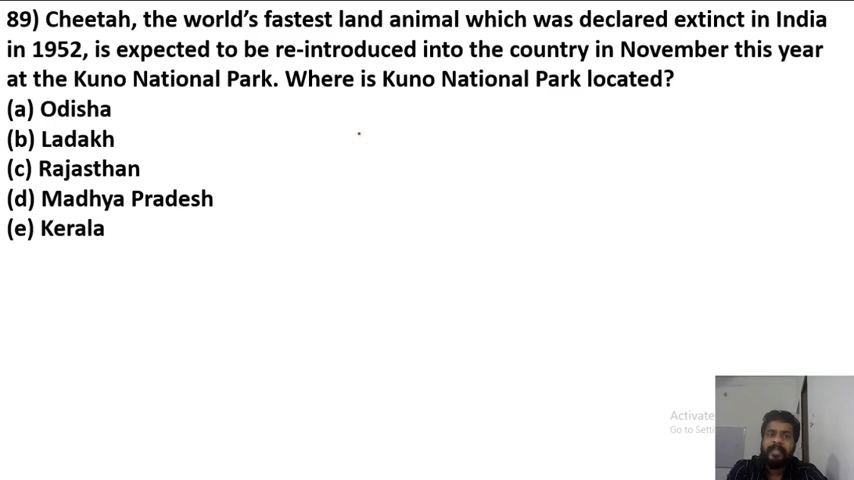 89) Cheetah, the world’s fastest land animal which was declared extinct in India
in 1952, is expected to be re-introduced into the country in November this year
at the Kuno National Park. Where is Kuno National Park located?
(a) Odisha
(b) Ladakh
(c) Rajasthan
(d) Madhya Pradesh
(e) Kerala
Activate
Go to